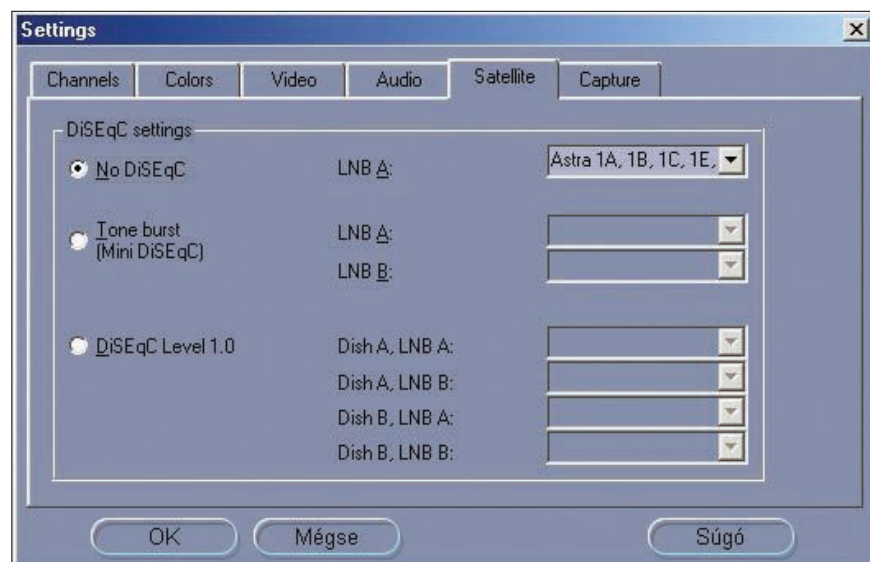 Settings
Channels Colors Video Audio Satellite Capture
DiSEqC settings
No DiSEqC LNB A: Astra 1A, 1B, 1C, 1E,
Tone burst LNB A:
(Mini DiSEqC)
LNB B:
DiSEqC Level 1.0 Dish A, LNB A:
Dish A, LNB B:
Dish B, LNB A:
Dish B, LNB B:
OK Mégse Súgó